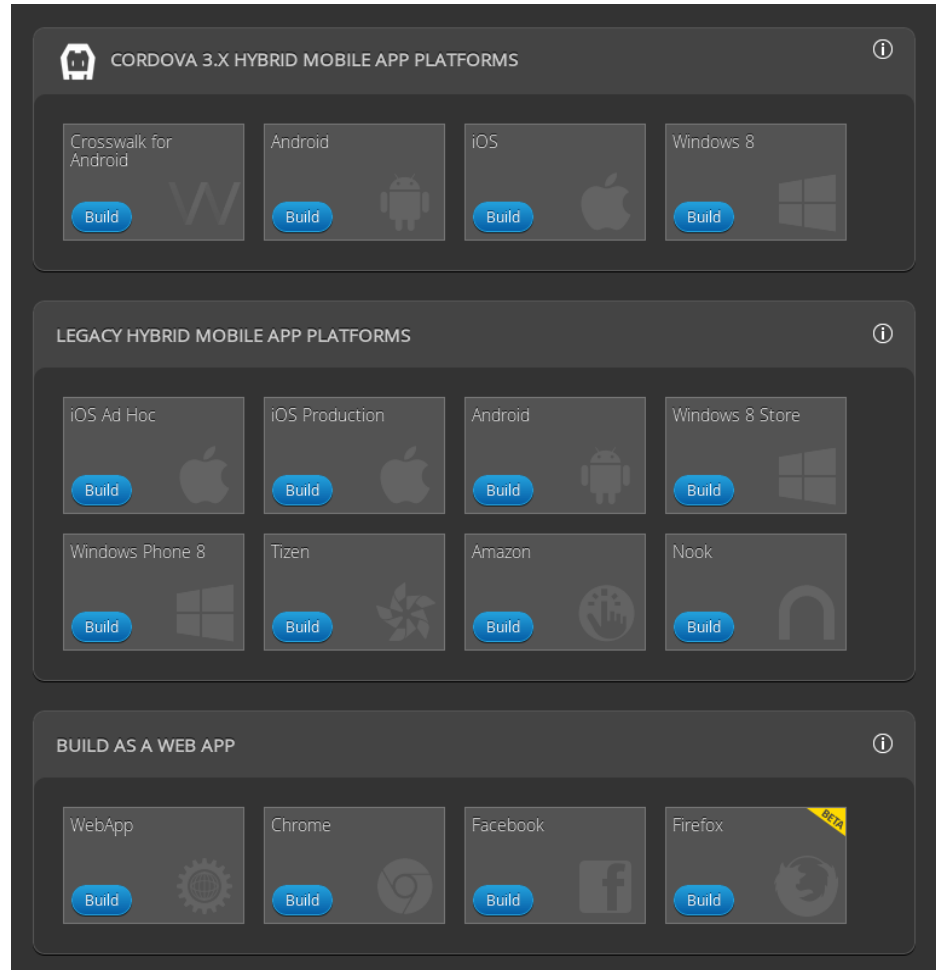 CORDOVA 3.X HYBRID MOBILE APP PLATFORMS
Crosswalk for
Android
Build
Android
Build
iOS
Build
Windows 8
Build
LEGACY HYBRID MOBILE APP PLATFORMS
iOS Ad Hoc
Build
iOS Production
Build
Android
Build
Windows 8 Store
Build
Windows Phone 8
Build
Tizen
Build
Amazon
Build
Nook
Build
BUILD AS A WEB APP
WebApp
Build
Chrome
Build
Facebook
Build
Firefox
BETA
Build